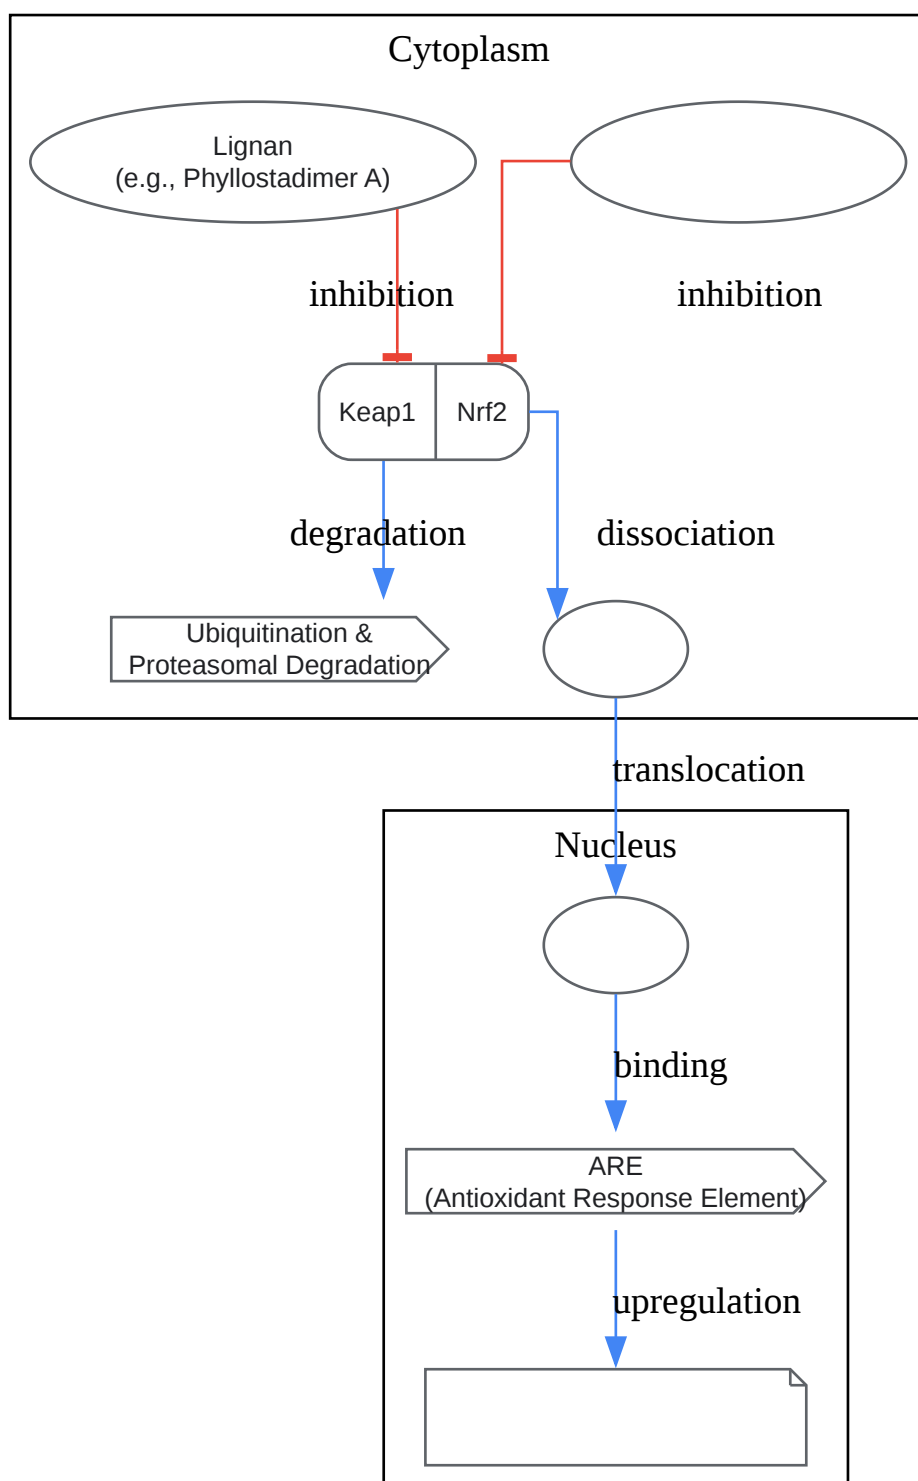 Cytoplasm
Lignan
(e.g., Phyllostadimer A)
inhibition
inhibition
Keap1
Nrf2
degradation
dissociation
Ubiquitination &
Proteasomal Degradation
translocation
Nucleus
binding
ARE
(Antioxidant Response Element)
upregulation